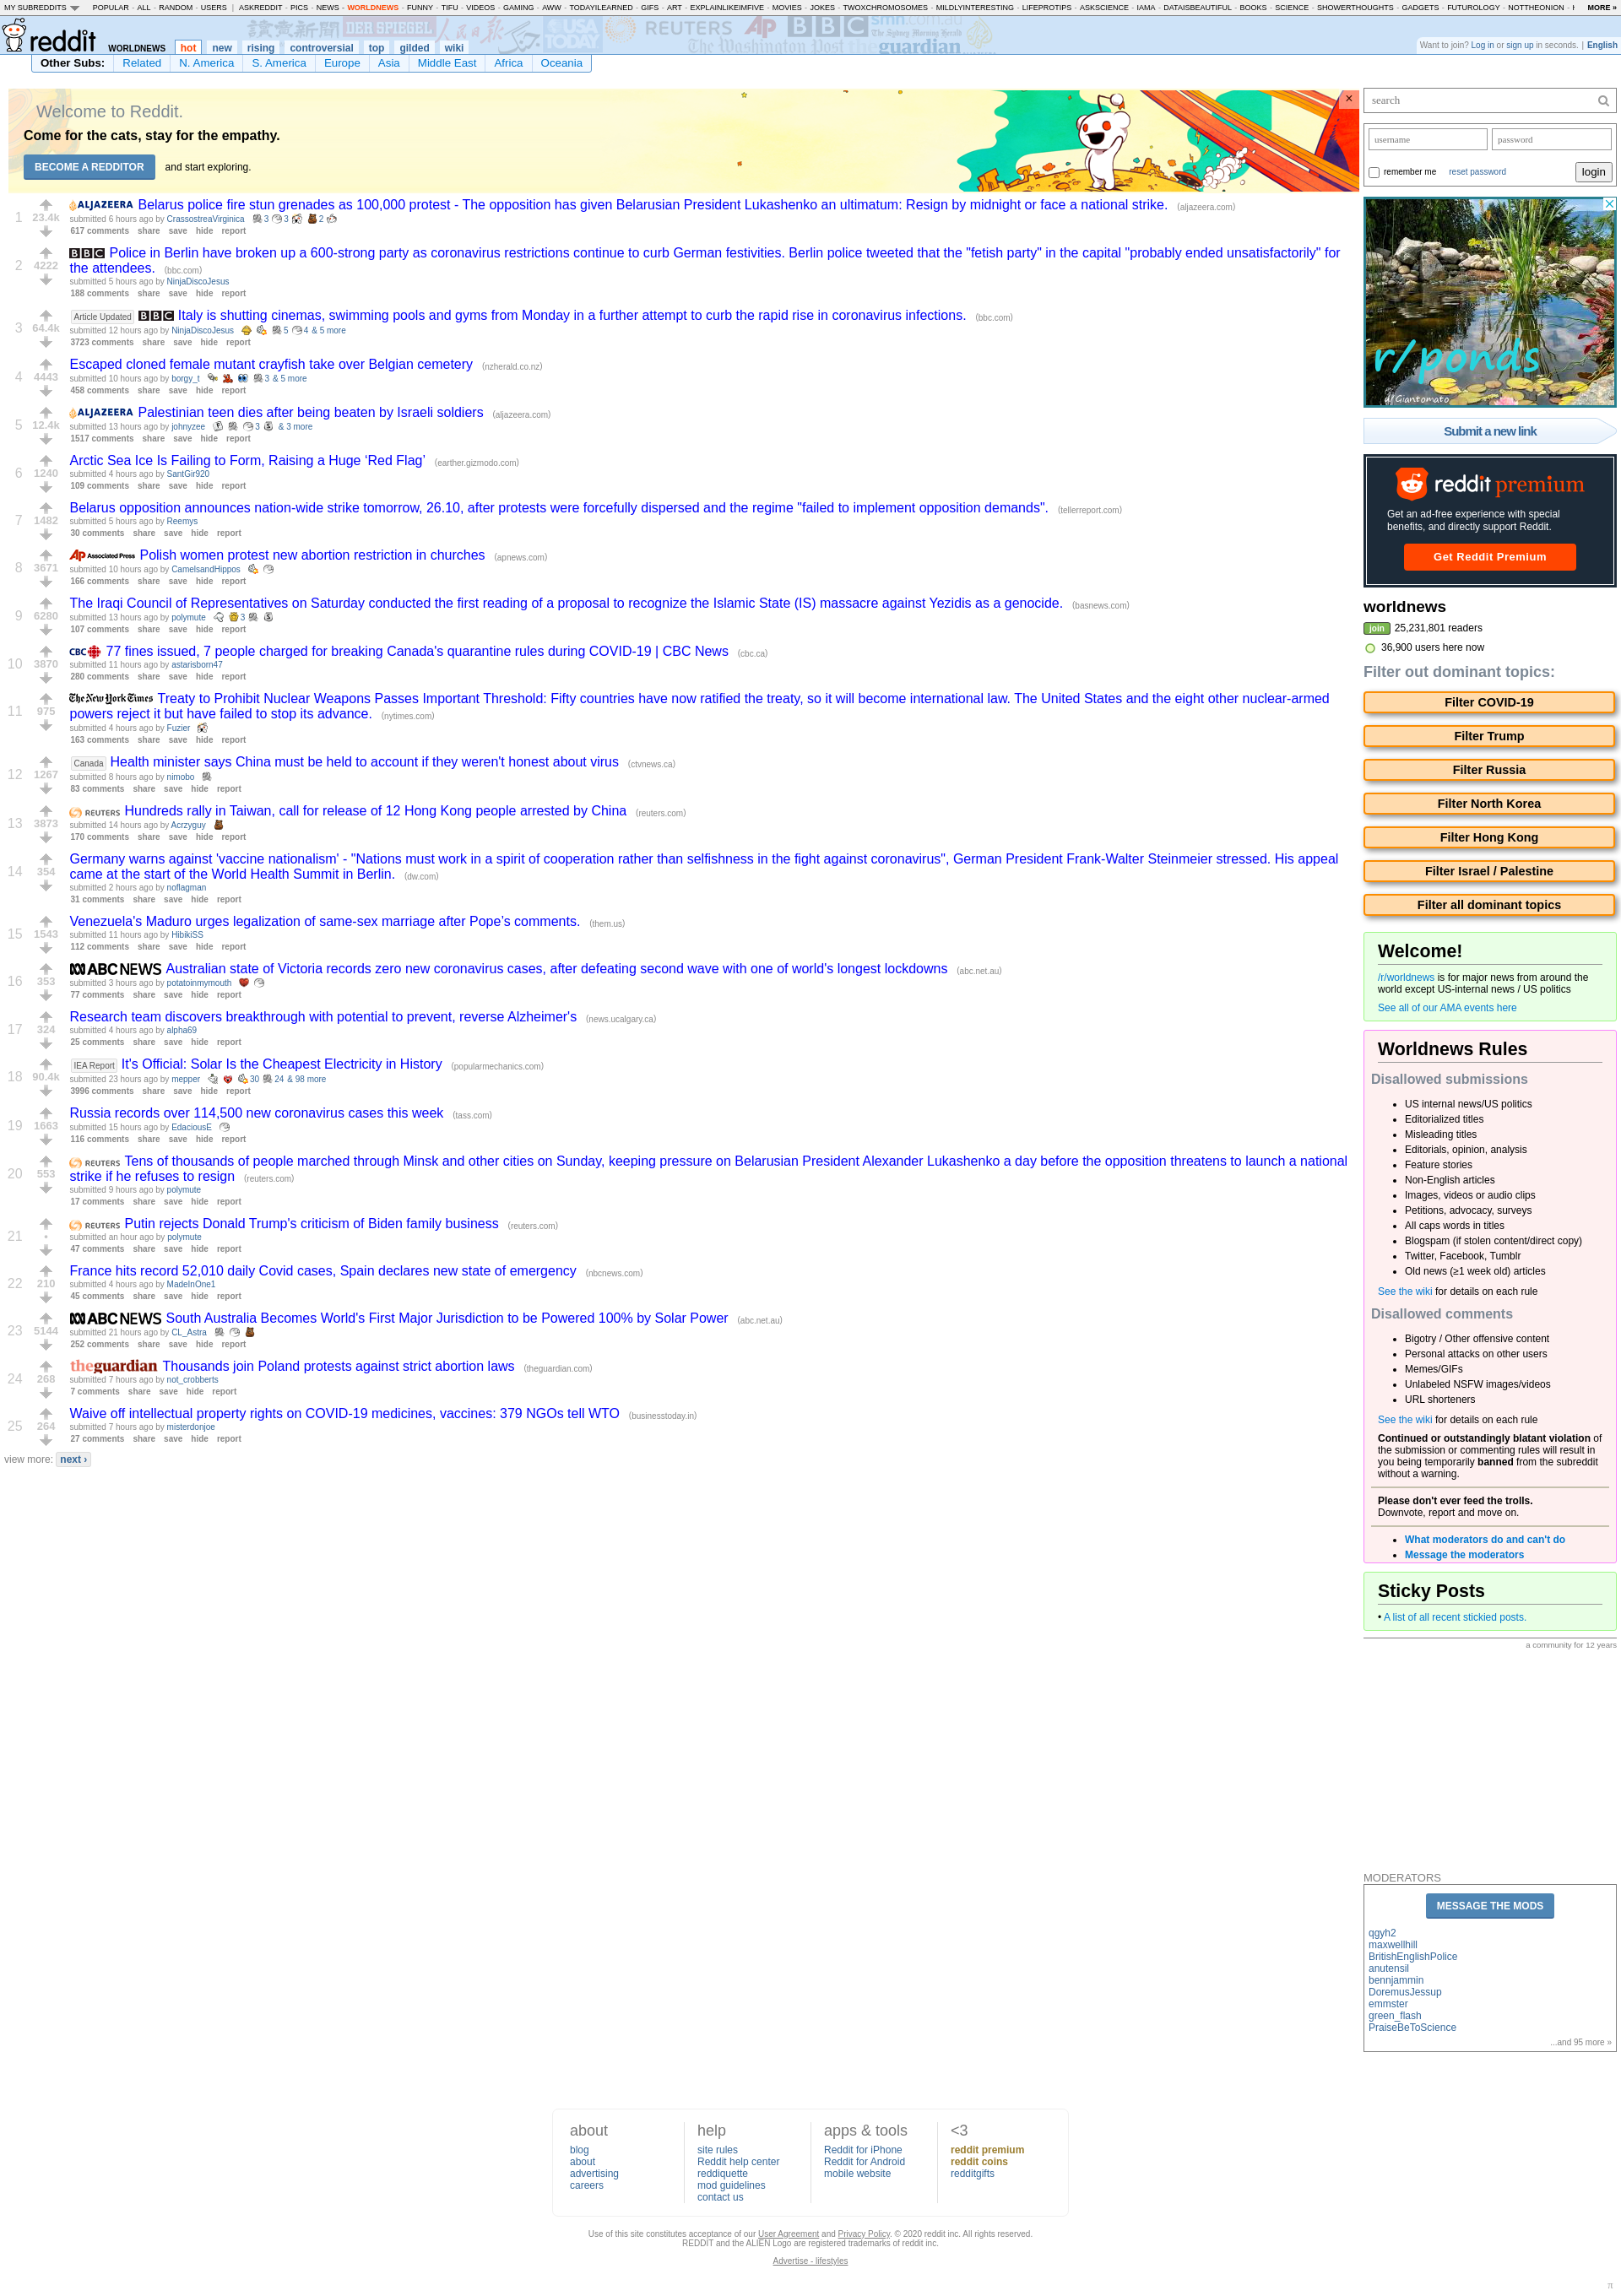 MY SUBREDDITS POPULAR - ALL - RANDOM - USERS | ASKREDDIT - PICS - NEWS - WORLDNEWS - FUNNY - TIFU - VIDEOS - GAMING - AWW - TODAYILEARNED - GIFS - ART - EXPLAINLIKEIMFIVE - MOVIES - JOKES - TWOXCHROMOSOMES - MILDLYINTERESTING - LIFEPROTIPS - ASKSCIENCE - IAMA - DATAISBEAUTIFUL - BOOKS - SCIENCE - SHOWERTHOUGHTS - GADGETS - FUTUROLOGY - NOTTHEONION - MORE »
DER SPIEGEL USA TODAY REUTERS AP BBC smh.com.au
The Sydney Morning Herald
The Washington Post theguardian
reddit WORLDNEWS hot new rising controversial top gilded wiki
Want to join? Log in or sign up in seconds. | English
Other Subs: Related N. America S. America Europe Asia Middle East Africa Oceania
Welcome to Reddit.
Come for the cats, stay for the empathy.
BECOME A REDDITOR and start exploring.
1 23.4k ALJAZEERA Belarus police fire stun grenades as 100,000 protest - The opposition has given Belarusian President Lukashenko an ultimatum: Resign by midnight or face a national strike. (aljazeera.com)
submitted 6 hours ago by CrassostreaVirginica 3 3 2
617 comments share save hide report
2 4222 BBC Police in Berlin have broken up a 600-strong party as coronavirus restrictions continue to curb German festivities. Berlin police tweeted that the "fetish party" in the capital "probably ended unsatisfactorily" for
the attendees. (bbc.com)
submitted 5 hours ago by NinjaDiscoJesus
188 comments share save hide report
3 64.4k Article Updated BBC Italy is shutting cinemas, swimming pools and gyms from Monday in a further attempt to curb the rapid rise in coronavirus infections. (bbc.com)
submitted 12 hours ago by NinjaDiscoJesus 5 4 & 5 more
3723 comments share save hide report
4 4443 Escaped cloned female mutant crayfish take over Belgian cemetery (nzherald.co.nz)
submitted 10 hours ago by borgy_t 3 & 5 more
458 comments share save hide report
5 12.4k ALJAZEERA Palestinian teen dies after being beaten by Israeli soldiers (aljazeera.com)
submitted 13 hours ago by johnyzee 3 & 3 more
1517 comments share save hide report
6 1240 Arctic Sea Ice Is Failing to Form, Raising a Huge ‘Red Flag’ (earther.gizmodo.com)
submitted 4 hours ago by SantGir920
109 comments share save hide report
7 1482 Belarus opposition announces nation-wide strike tomorrow, 26.10, after protests were forcefully dispersed and the regime "failed to implement opposition demands". (tellerreport.com)
submitted 5 hours ago by Reemys
30 comments share save hide report
8 3671 AP Associated Press Polish women protest new abortion restriction in churches (apnews.com)
submitted 10 hours ago by CamelsandHippos
166 comments share save hide report
9 6280 The Iraqi Council of Representatives on Saturday conducted the first reading of a proposal to recognize the Islamic State (IS) massacre against Yezidis as a genocide. (basnews.com)
submitted 13 hours ago by polymute 3
107 comments share save hide report
10 3870 CBC 77 fines issued, 7 people charged for breaking Canada's quarantine rules during COVID-19 | CBC News (cbc.ca)
submitted 11 hours ago by astarisborn47
280 comments share save hide report
11 975 The New York Times Treaty to Prohibit Nuclear Weapons Passes Important Threshold: Fifty countries have now ratified the treaty, so it will become international law. The United States and the eight other nuclear-armed
powers reject it but have failed to stop its advance. (nytimes.com)
submitted 4 hours ago by Fuzier
163 comments share save hide report
12 1267 Canada Health minister says China must be held to account if they weren't honest about virus (ctvnews.ca)
submitted 8 hours ago by nimobo
83 comments share save hide report
13 3873 REUTERS Hundreds rally in Taiwan, call for release of 12 Hong Kong people arrested by China (reuters.com)
submitted 14 hours ago by Acrzyguy
170 comments share save hide report
14 354 Germany warns against 'vaccine nationalism' - "Nations must work in a spirit of cooperation rather than selfishness in the fight against coronavirus", German President Frank-Walter Steinmeier stressed. His appeal
came at the start of the World Health Summit in Berlin. (dw.com)
submitted 2 hours ago by noflagman
31 comments share save hide report
15 1543 Venezuela's Maduro urges legalization of same-sex marriage after Pope's comments. (them.us)
submitted 11 hours ago by HibikiSS
112 comments share save hide report
16 353 ABC NEWS Australian state of Victoria records zero new coronavirus cases, after defeating second wave with one of world's longest lockdowns (abc.net.au)
submitted 3 hours ago by potatoinmymouth
77 comments share save hide report
17 324 Research team discovers breakthrough with potential to prevent, reverse Alzheimer's (news.ucalgary.ca)
submitted 4 hours ago by alpha69
25 comments share save hide report
18 90.4k IEA Report It's Official: Solar Is the Cheapest Electricity in History (popularmechanics.com)
submitted 23 hours ago by mepper 30 24 & 98 more
3996 comments share save hide report
19 1663 Russia records over 114,500 new coronavirus cases this week (tass.com)
submitted 15 hours ago by EdaciousE
116 comments share save hide report
20 553 REUTERS Tens of thousands of people marched through Minsk and other cities on Sunday, keeping pressure on Belarusian President Alexander Lukashenko a day before the opposition threatens to launch a national
strike if he refuses to resign (reuters.com)
submitted 9 hours ago by polymute
17 comments share save hide report
21 • REUTERS Putin rejects Donald Trump's criticism of Biden family business (reuters.com)
submitted an hour ago by polymute
47 comments share save hide report
22 210 France hits record 52,010 daily Covid cases, Spain declares new state of emergency (nbcnews.com)
submitted 4 hours ago by MadeInOne1
45 comments share save hide report
23 5144 ABC NEWS South Australia Becomes World's First Major Jurisdiction to be Powered 100% by Solar Power (abc.net.au)
submitted 21 hours ago by CL_Astra
252 comments share save hide report
24 268 theguardian Thousands join Poland protests against strict abortion laws (theguardian.com)
submitted 7 hours ago by not_crobberts
7 comments share save hide report
25 264 Waive off intellectual property rights on COVID-19 medicines, vaccines: 379 NGOs tell WTO (businesstoday.in)
submitted 7 hours ago by misterdonjoe
27 comments share save hide report
view more: next ›
search
username password
remember me reset password login
r/ponds
u/Giantomato
Submit a new link
reddit premium
Get an ad-free experience with special
benefits, and directly support Reddit.
Get Reddit Premium
worldnews
join 25,231,801 readers
36,900 users here now
Filter out dominant topics:
Filter COVID-19
Filter Trump
Filter Russia
Filter North Korea
Filter Hong Kong
Filter Israel / Palestine
Filter all dominant topics
Welcome!
/r/worldnews is for major news from around the
world except US-internal news / US politics
See all of our AMA events here
Worldnews Rules
Disallowed submissions
• US internal news/US politics
• Editorialized titles
• Misleading titles
• Editorials, opinion, analysis
• Feature stories
• Non-English articles
• Images, videos or audio clips
• Petitions, advocacy, surveys
• All caps words in titles
• Blogspam (if stolen content/direct copy)
• Twitter, Facebook, Tumblr
• Old news (≥1 week old) articles
See the wiki for details on each rule
Disallowed comments
• Bigotry / Other offensive content
• Personal attacks on other users
• Memes/GIFs
• Unlabeled NSFW images/videos
• URL shorteners
See the wiki for details on each rule
Continued or outstandingly blatant violation of
the submission or commenting rules will result in
you being temporarily banned from the subreddit
without a warning.
Please don't ever feed the trolls.
Downvote, report and move on.
• What moderators do and can't do
• Message the moderators
Sticky Posts
• A list of all recent stickied posts.
a community for 12 years
MODERATORS
MESSAGE THE MODS
qgyh2
maxwellhill
BritishEnglishPolice
anutensil
bennjammin
DoremusJessup
emmster
green_flash
PraiseBeToScience
...and 95 more »
about
blog
about
advertising
careers
help
site rules
Reddit help center
reddiquette
mod guidelines
contact us
apps & tools
Reddit for iPhone
Reddit for Android
mobile website
<3
reddit premium
reddit coins
redditgifts
Use of this site constitutes acceptance of our User Agreement and Privacy Policy. © 2020 reddit inc. All rights reserved.
REDDIT and the ALIEN Logo are registered trademarks of reddit inc.
Advertise - lifestyles
π